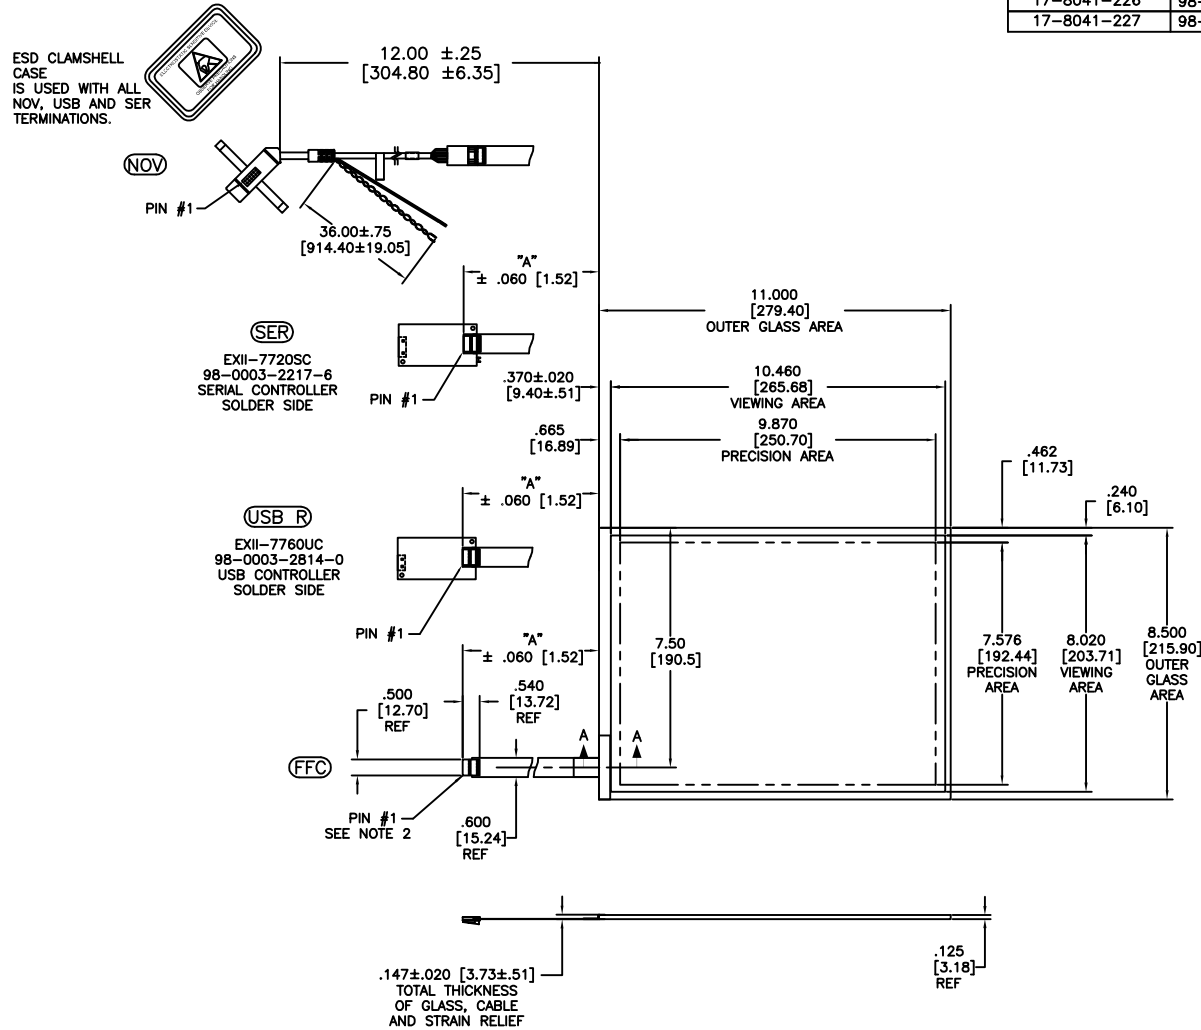 17-8041-226 98-
17-8041-227 98-
ESD CLAMSHELL
CASE
IS USED WITH ALL
NOV, USB AND SER
TERMINATIONS.
12.00 ±.25
[304.80 ±6.35]
NOV
PIN #1
36.00±.75
[914.40±19.05]
"A"
± .060 [1.52]
11.000
[279.40]
OUTER GLASS AREA
SER
EXII-7720SC
98-0003-2217-6
SERIAL CONTROLLER
SOLDER SIDE
PIN #1
.370±.020
[9.40±.51]
10.460
[265.68]
VIEWING AREA
.665
[16.89]
9.870
[250.70]
PRECISION AREA
.462
[11.73]
.240
[6.10]
"A"
± .060 [1.52]
USB R
EXII-7760UC
98-0003-2814-0
USB CONTROLLER
SOLDER SIDE
PIN #1
"A"
± .060 [1.52]
7.50
[190.5]
7.576
[192.44]
PRECISION
AREA
8.020
[203.71]
VIEWING
AREA
8.500
[215.90]
OUTER
GLASS
AREA
.500
[12.70]
REF
.540
[13.72]
REF
A A
FFC
PIN #1
SEE NOTE 2
.600
[15.24]
REF
.147±.020 [3.73±.51]
TOTAL THICKNESS
OF GLASS, CABLE
AND STRAIN RELIEF
.125
[3.18]
REF